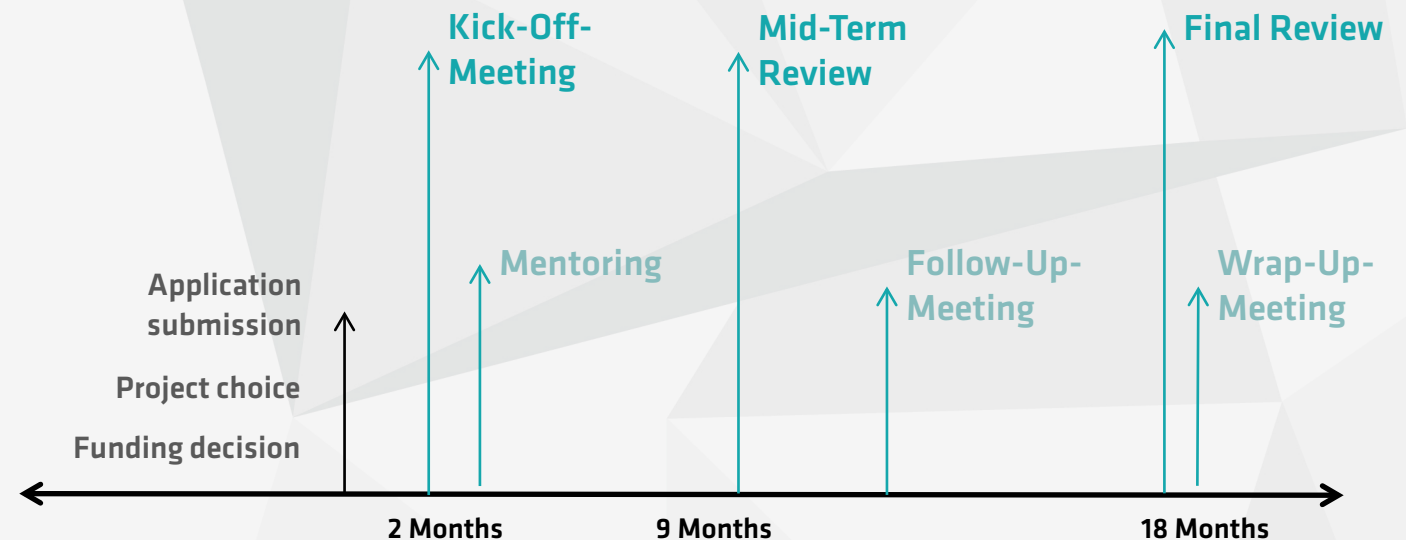 Kick-Off-
Meeting
Mid-Term
Review
Final Review
Mentoring
Follow-Up-
Meeting
Wrap-Up-
Meeting
Application
submission
Project choice
Funding decision
2 Months
9 Months
18 Months